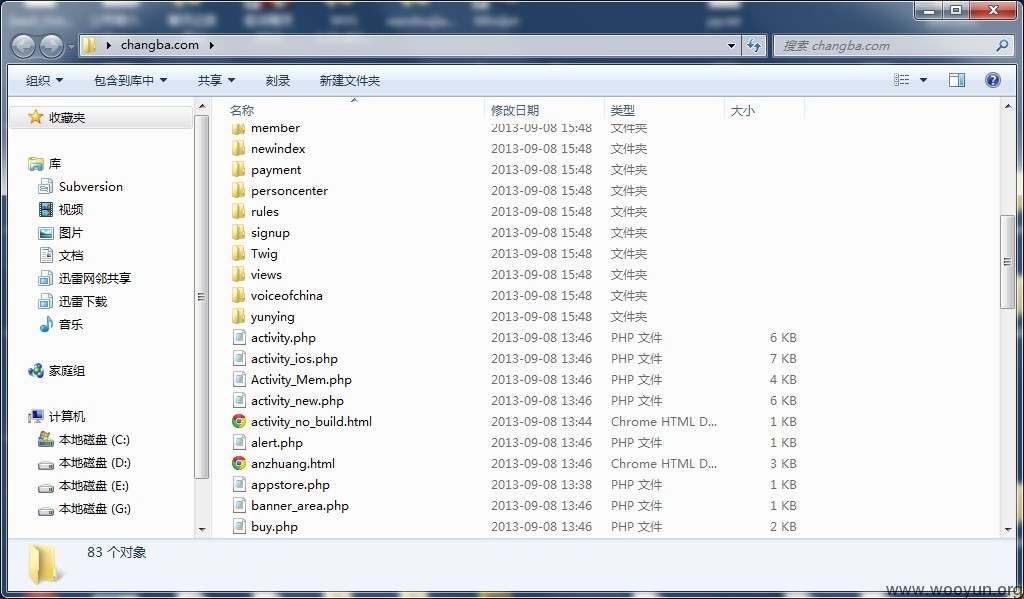 changba.com
搜索 changba.com
组织 包含到库中 共享 刻录 新建文件夹
收藏夹
库
Subversion
视频
图片
文档
迅雷网邻共享
迅雷下载
音乐
家庭组
计算机
本地磁盘 (C:)
本地磁盘 (D:)
本地磁盘 (E:)
本地磁盘 (G:)
名称 修改日期 类型 大小
member 2013-09-08 15:48 文件夹
newindex 2013-09-08 15:48 文件夹
payment 2013-09-08 15:48 文件夹
personcenter 2013-09-08 15:48 文件夹
rules 2013-09-08 15:48 文件夹
signup 2013-09-08 15:48 文件夹
Twig 2013-09-08 15:48 文件夹
views 2013-09-08 15:48 文件夹
voiceofchina 2013-09-08 15:48 文件夹
yunying 2013-09-08 15:48 文件夹
activity.php 2013-09-08 13:46 PHP 文件 6 KB
activity_ios.php 2013-09-08 13:46 PHP 文件 7 KB
Activity_Mem.php 2013-09-08 13:46 PHP 文件 4 KB
activity_new.php 2013-09-08 13:46 PHP 文件 6 KB
activity_no_build.html 2013-09-08 13:44 Chrome HTML D... 1 KB
alert.php 2013-09-08 13:46 PHP 文件 1 KB
anzhuang.html 2013-09-08 13:46 Chrome HTML D... 3 KB
appstore.php 2013-09-08 13:38 PHP 文件 1 KB
banner_area.php 2013-09-08 13:46 PHP 文件 1 KB
buy.php 2013-09-08 13:46 PHP 文件 2 KB
83 个对象
www.wooyun.org